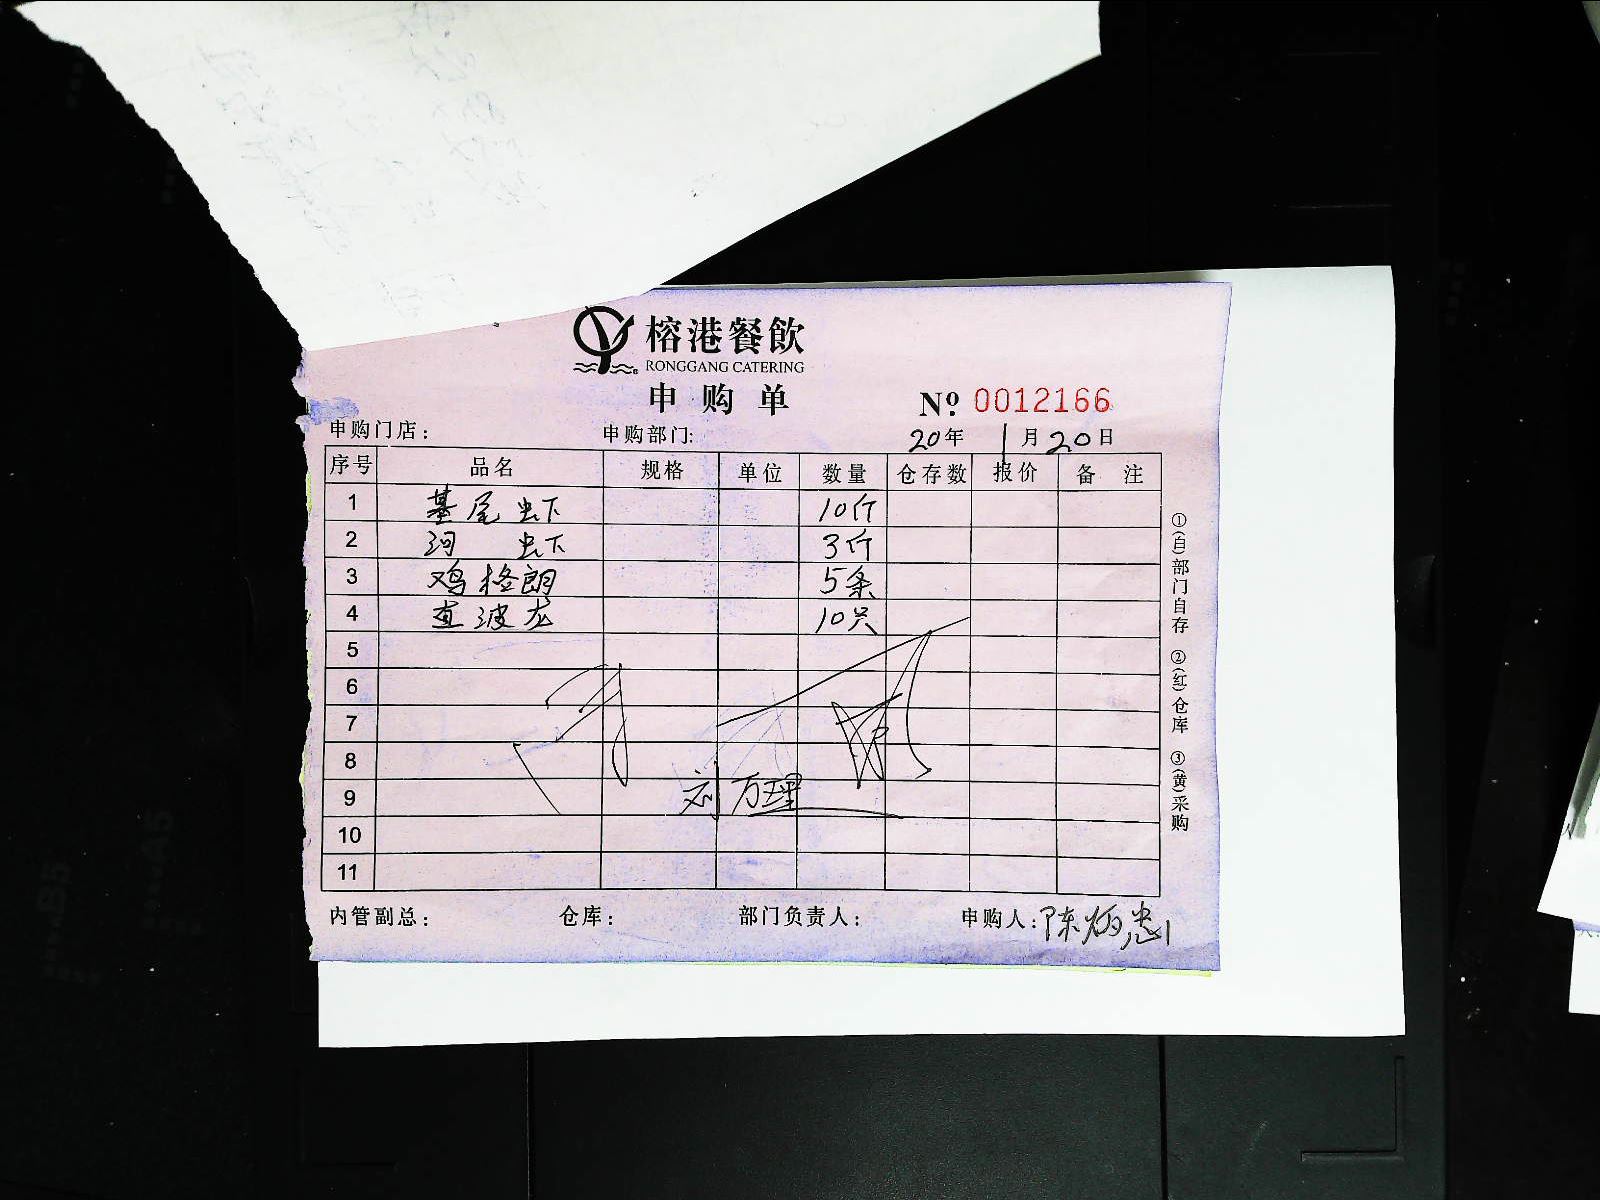 榕港餐飲
RONGGANG CATERING
申购单
Nº 0012166
申购门店: 申购部门: 20年 1月20日
序号 品名 规格 单位 数量 仓存数 报价 备注
1 基尾虾 10斤
2 河虾 3斤
3 鸡格朗 5条
4 查波龙 10只
5
6
7
8
9 刘万理
10
11
内管副总: 仓库: 部门负责人: 申购人:陈炳忠
①(白)部门自存 ②(红)仓库 ③(黄)采购